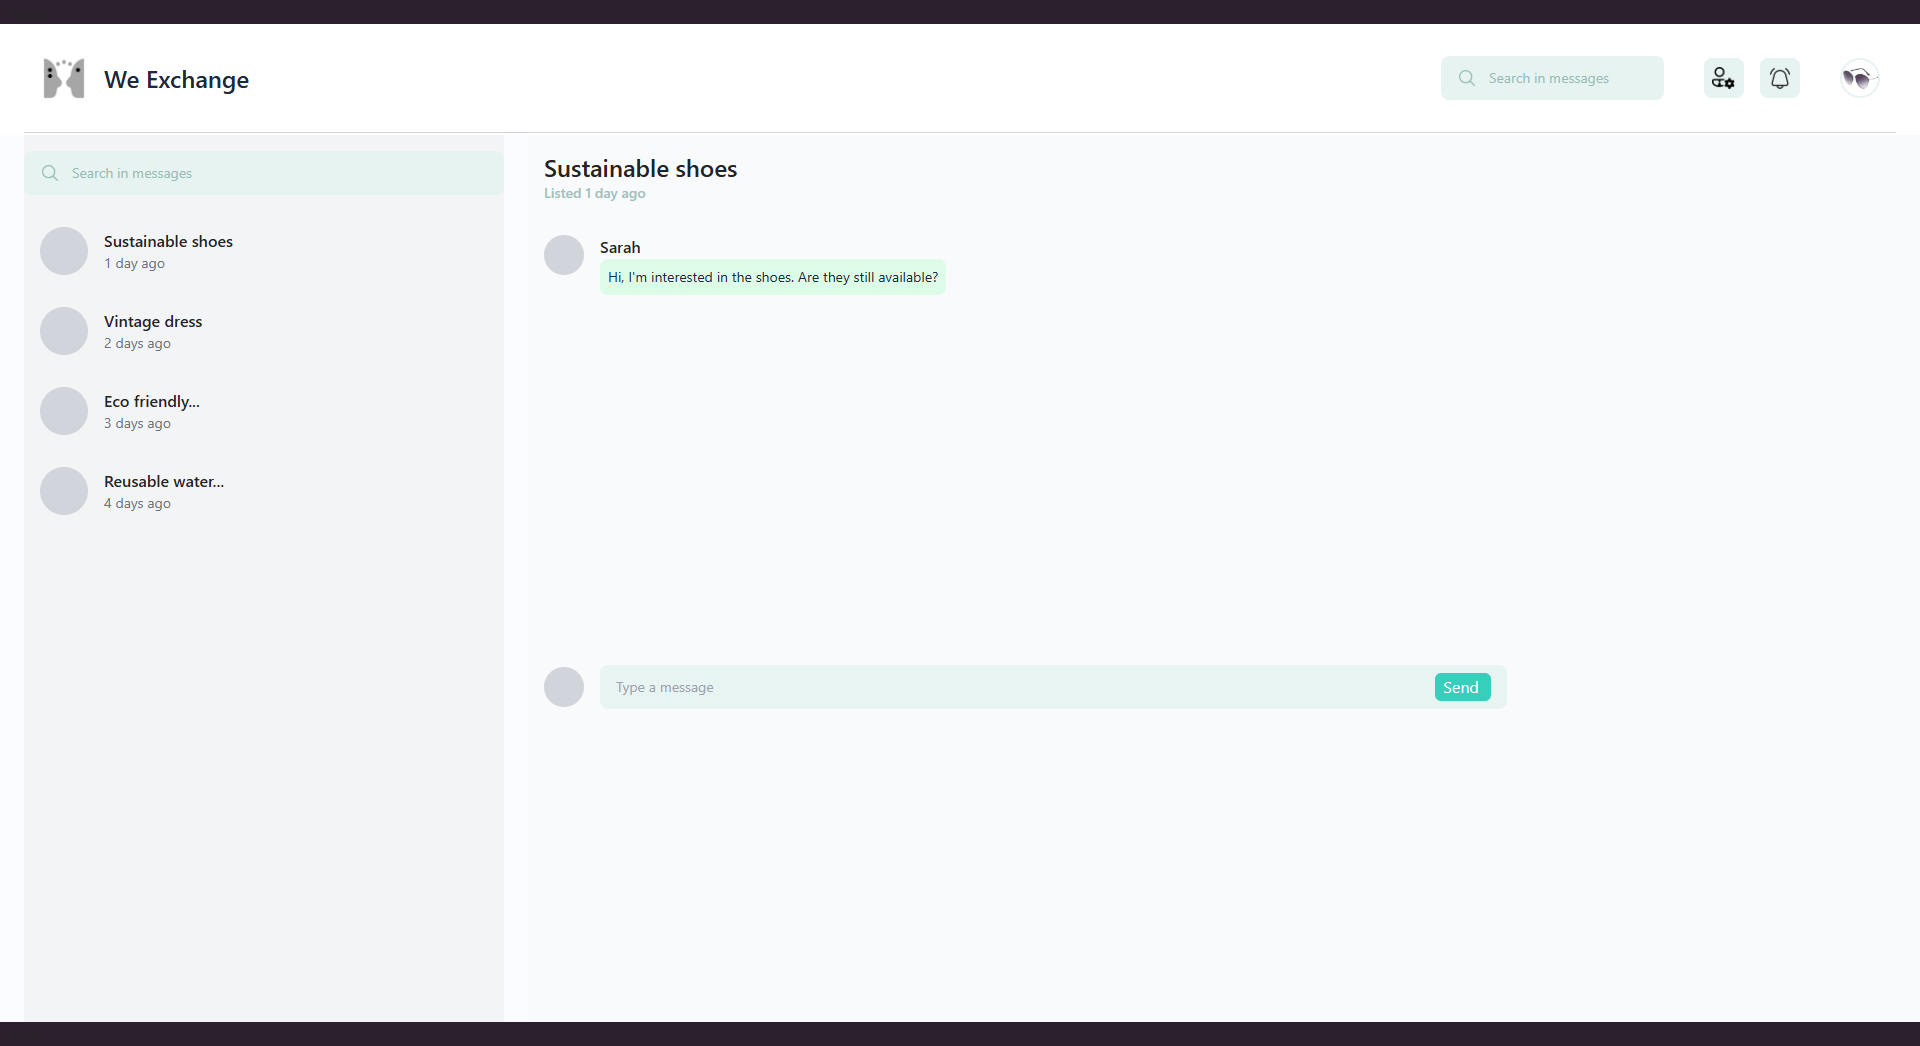 We Exchange
Search in messages
Search in messages
Sustainable shoes
1 day ago
Vintage dress
2 days ago
Eco friendly...
3 days ago
Reusable water...
4 days ago
Sustainable shoes
Listed 1 day ago
Sarah
Hi, I'm interested in the shoes. Are they still available?
Type a message
Send